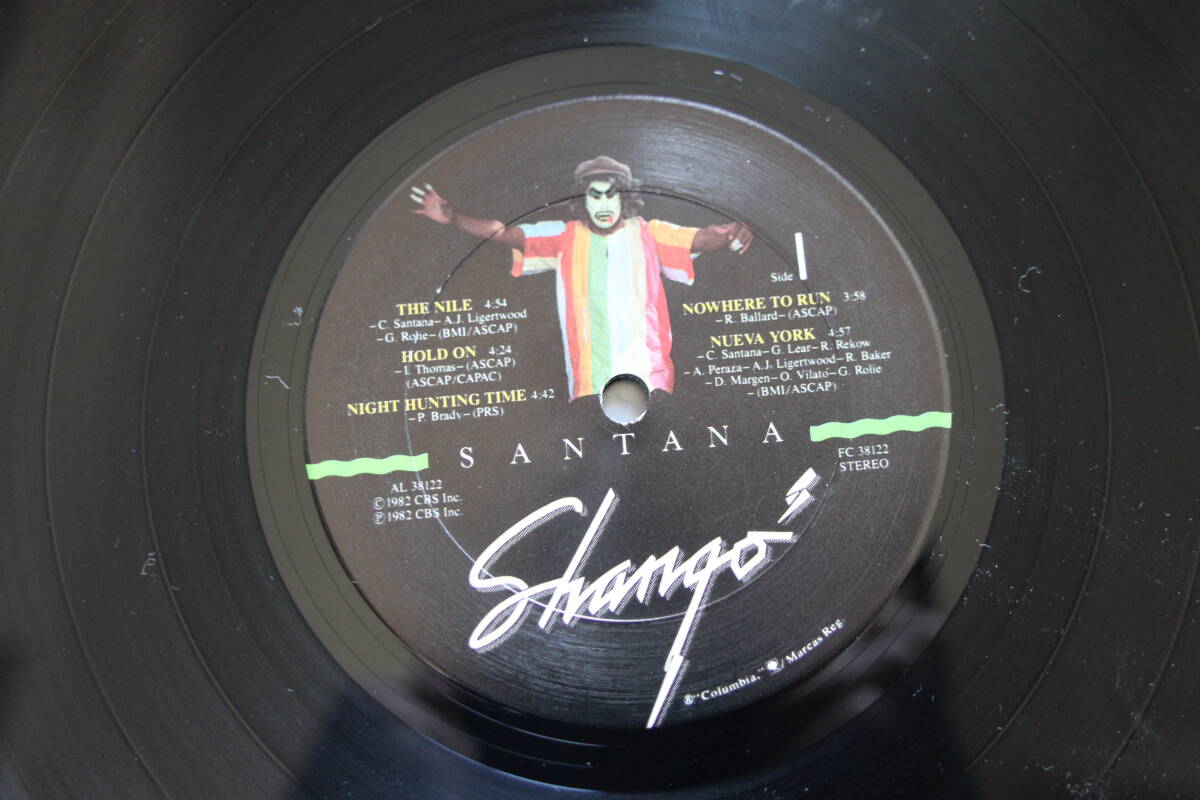 Side 1
THE NILE 4:54
–C. Santana–A.J. Ligertwood
–G. Rolie–(BMI/ASCAP)
HOLD ON 4:24
–I. Thomas–(ASCAP)
(ASCAP/CAPAC)
NIGHT HUNTING TIME 4:42
–P. Brady–(PRS)
NOWHERE TO RUN 3:58
–R. Ballard–(ASCAP)
NUEVA YORK 4:57
–C. Santana–G. Lear–R. Rekow
–A. Peraza–A.J. Ligertwood–R. Baker
–D. Margen–O. Vilato–G. Rolie
–(BMI/ASCAP)
SANTANA
AL 38122
Ⓒ1982 CBS Inc.
Ⓟ1982 CBS Inc.
FC 38122
STEREO
Shangó
®"Columbia," /Marcas Reg.